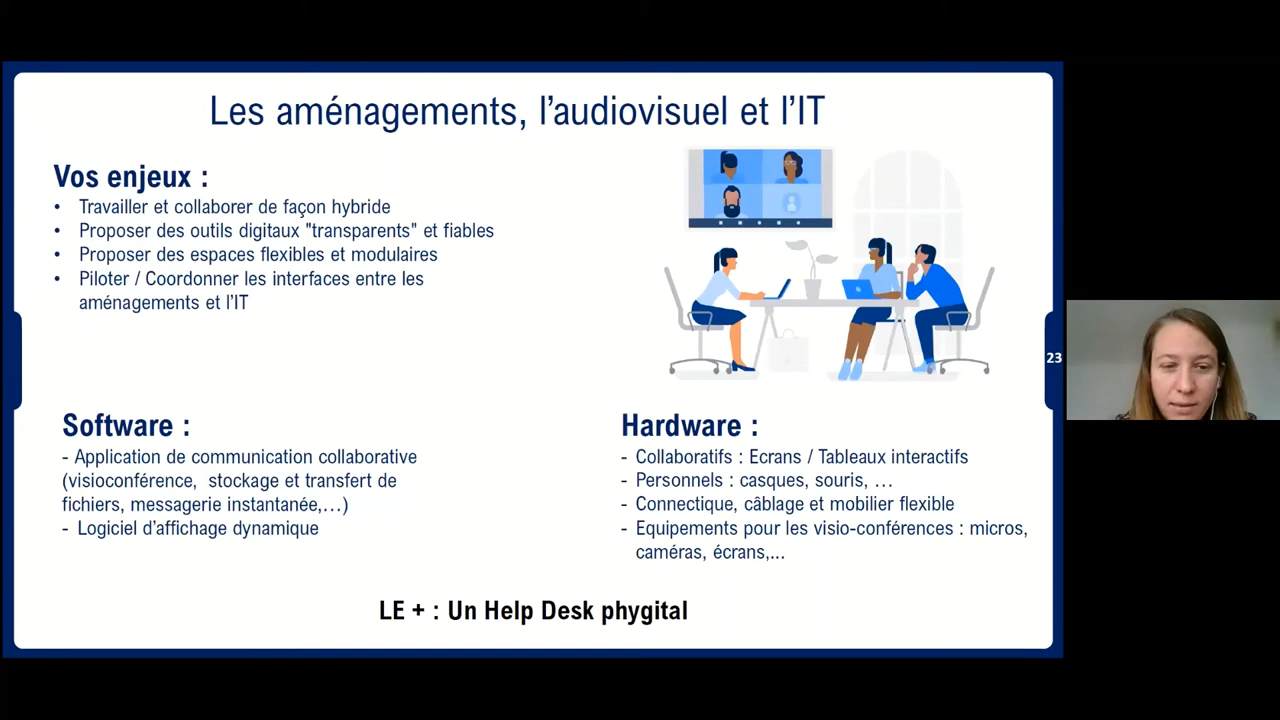 Les aménagements, l'audiovisuel et l'IT
Vos enjeux :
• Travailler et collaborer de façon hybride
• Proposer des outils digitaux "transparents" et fiables
• Proposer des espaces flexibles et modulaires
• Piloter / Coordonner les interfaces entre les
aménagements et l'IT
23
Software :
- Application de communication collaborative
(visioconférence, stockage et transfert de
fichiers, messagerie instantanée,…)
- Logiciel d'affichage dynamique
Hardware :
- Collaboratifs : Ecrans / Tableaux interactifs
- Personnels : casques, souris, …
- Connectique, câblage et mobilier flexible
- Equipements pour les visio-conférences : micros,
caméras, écrans,...
LE + : Un Help Desk phygital